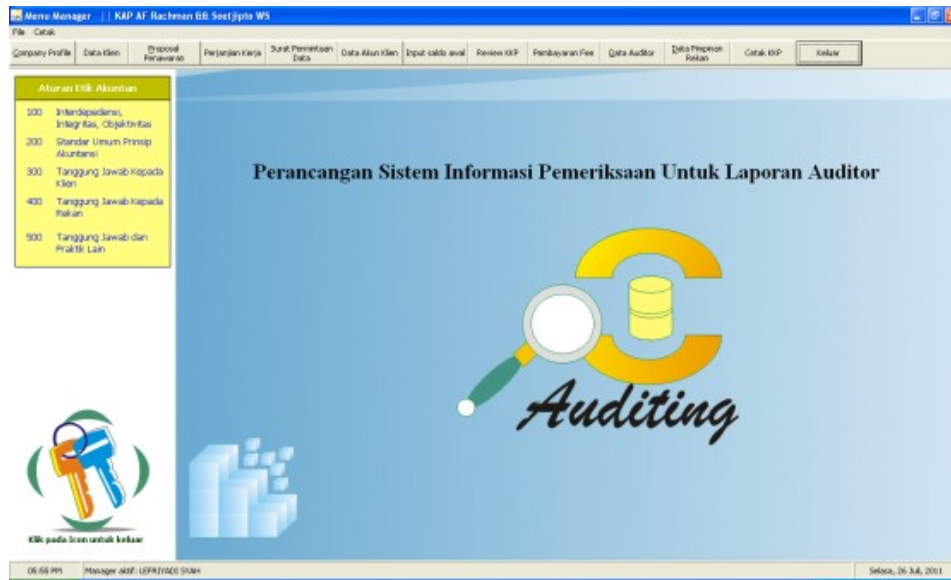 Menu Manager || KAP AF Rachman && Soetjipto WS
File Cetak
Company Profile Data Klien Proposal Penawaran Perjanjian Kerja Surat Permintaan Data Data Akun Klien Input saldo awal Review KKP Pembayaran Fee Data Auditor Data Pimpinan Rekan Cetak KKP Keluar
Aturan Etik Akuntan
100 Interdepedensi,
Integritas, Objektivitas
200 Standar Umum Prinsip
Akuntansi
300 Tanggung Jawab Kepada
Klien
400 Tanggung Jawab Kepada
Rekan
500 Tanggung Jawab dan
Praktik Lain
Perancangan Sistem Informasi Pemeriksaan Untuk Laporan Auditor
Auditing
Klik pada Icon untuk keluar
05:55 PM Manager aktif: LEFRIYADI SYAH Selasa, 26 Juli, 2011